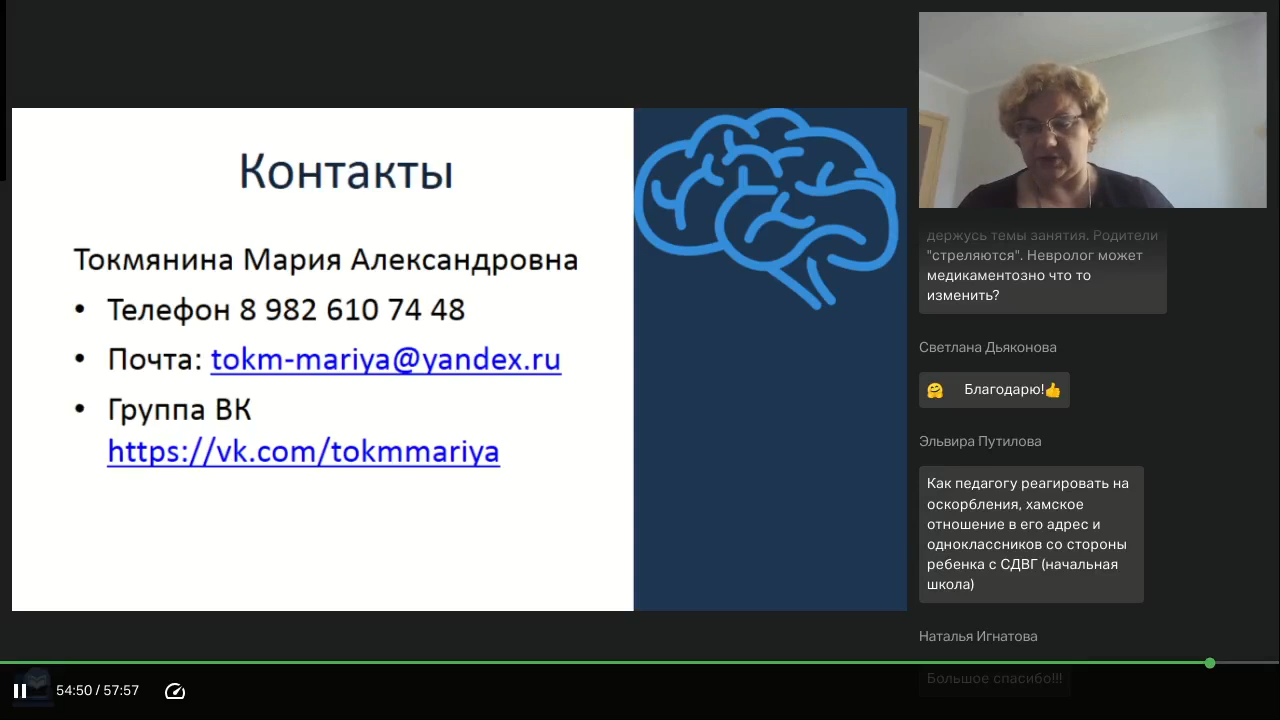 Контакты
Токмянина Мария Александровна
• Телефон 8 982 610 74 48
• Почта: tokm-mariya@yandex.ru
• Группа ВК
https://vk.com/tokmmariya
держусь темы занятия. Родители
"стреляются". Невролог может
медикаментозно что то
изменить?
Светлана Дьяконова
🤗 Благодарю!👍
Эльвира Путилова
Как педагогу реагировать на
оскорбления, хамское
отношение в его адрес и
одноклассников со стороны
ребенка с СДВГ (начальная
школа)
Наталья Игнатова
Большое спасибо!!!
54:50 / 57:57